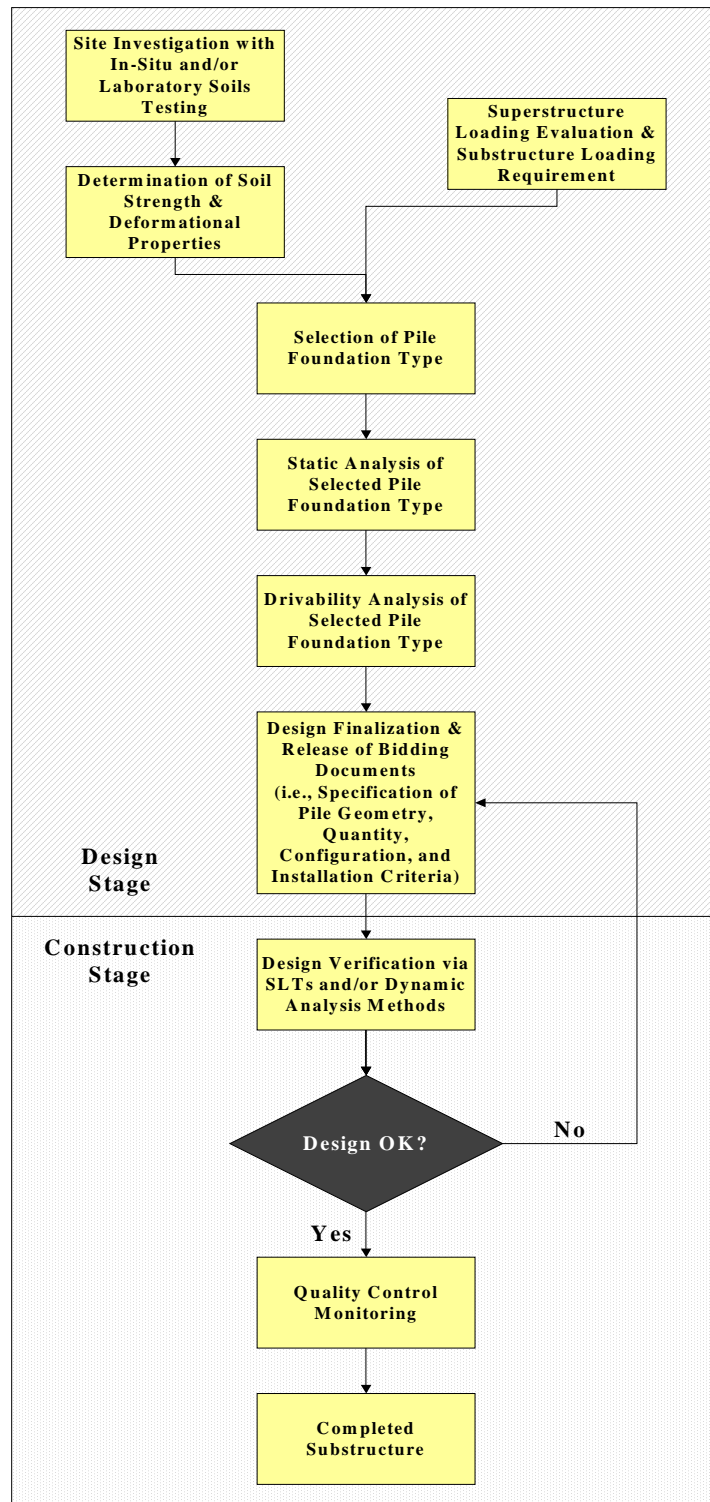 Site Investigation with
In-Situ and/or
Laboratory Soils
Testing
Superstructure
Loading Evaluation &
Substructure Loading
Requirement
Determination of Soil
Strength &
Deformational
Properties
Selection of Pile
Foundation Type
Static Analysis of
Selected Pile
Foundation Type
Drivability Analysis of
Selected Pile
Foundation Type
Design Finalization &
Release of Bidding
Documents
(i.e., Specification of
Pile Geometry,
Quantity,
Configuration, and
Installation Criteria)
Design
Stage
Construction
Stage
Design Verification via
SLTs and/or Dynamic
Analysis Methods
Design OK?
No
Yes
Quality Control
Monitoring
Completed
Substructure